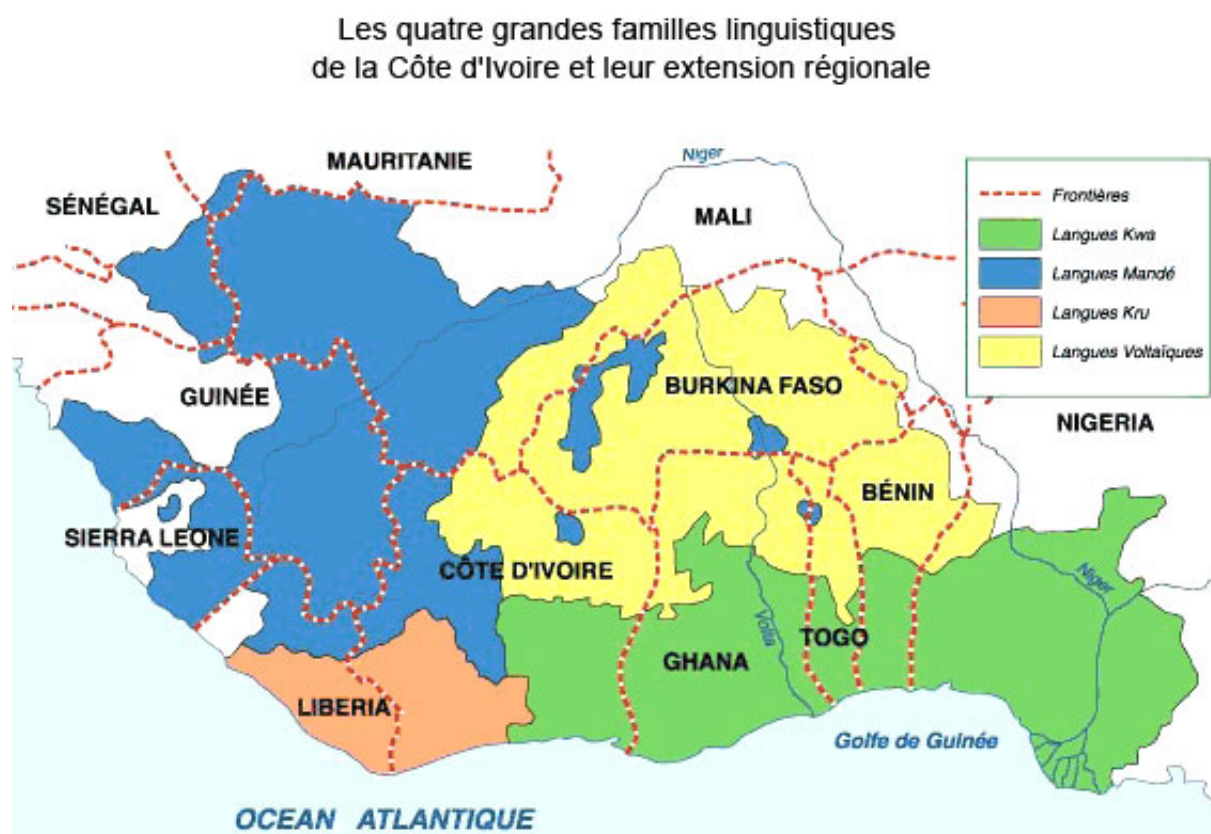 Les quatre grandes familles linguistiques
de la Côte d'Ivoire et leur extension régionale
MAURITANIE
Niger
SÉNÉGAL
MALI
Frontières
Langues Kwa
Langues Mandé
Langues Kru
Langues Voltaïques
GUINÉE
BURKINA FASO
NIGERIA
BÉNIN
SIERRA LEONE
CÔTE D'IVOIRE
Niger
Volta
TOGO
GHANA
LIBERIA
Golfe de Guinée
OCEAN ATLANTIQUE